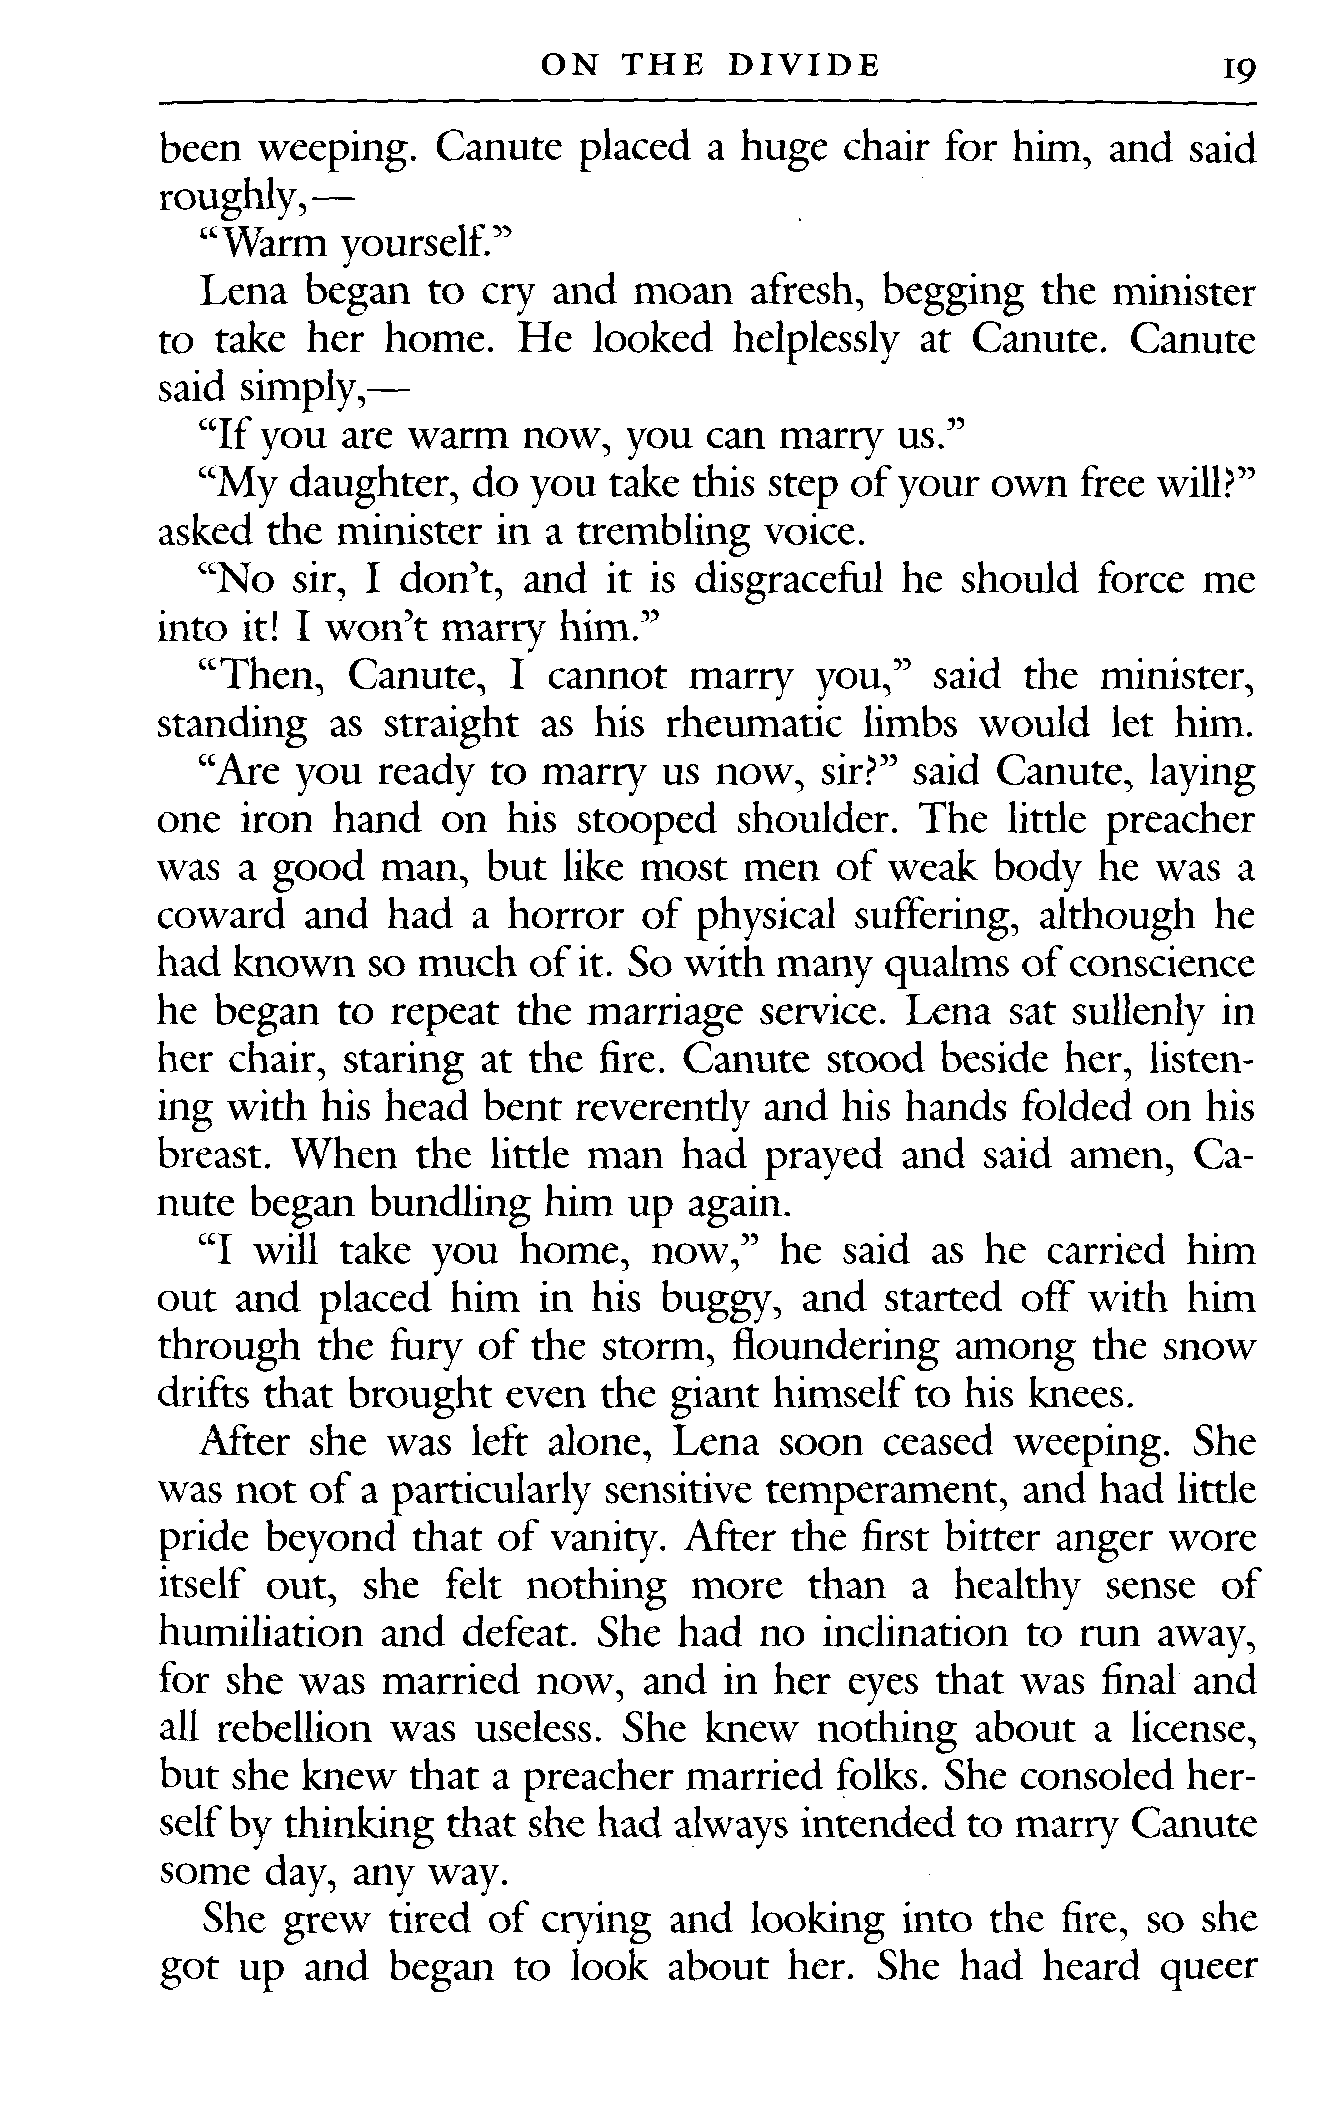 ON THE DIVIDE 19
been weeping. Canute placed a huge chair for him, and said
roughly,—
“Warm yourself.”
Lena began to cry and moan afresh, begging the minister
to take her home. He looked helplessly at Canute. Canute
said simply,—
“If you are warm now, you can marry us.”
“My daughter, do you take this step of your own free will?”
asked the minister in a trembling voice.
“No sir, I don’t, and it is disgraceful he should force me
into it! I won’t marry him.”
“Then, Canute, I cannot marry you,” said the minister,
standing as straight as his rheumatic limbs would let him.
“Are you ready to marry us now, sir?” said Canute, laying
one iron hand on his stooped shoulder. The little preacher
was a good man, but like most men of weak body he was a
coward and had a horror of physical suffering, although he
had known so much of it. So with many qualms of conscience
he began to repeat the marriage service. Lena sat sullenly in
her chair, staring at the fire. Canute stood beside her, listen-
ing with his head bent reverently and his hands folded on his
breast. When the little man had prayed and said amen, Ca-
nute began bundling him up again.
“I will take you home, now,” he said as he carried him
out and placed him in his buggy, and started off with him
through the fury of the storm, floundering among the snow
drifts that brought even the giant himself to his knees.
After she was left alone, Lena soon ceased weeping. She
was not of a particularly sensitive temperament, and had little
pride beyond that of vanity. After the first bitter anger wore
itself out, she felt nothing more than a healthy sense of
humiliation and defeat. She had no inclination to run away,
for she was married now, and in her eyes that was final and
all rebellion was useless. She knew nothing about a license,
but she knew that a preacher married folks. She consoled her-
self by thinking that she had always intended to marry Canute
some day, any way.
She grew tired of crying and looking into the fire, so she
got up and began to look about her. She had heard queer